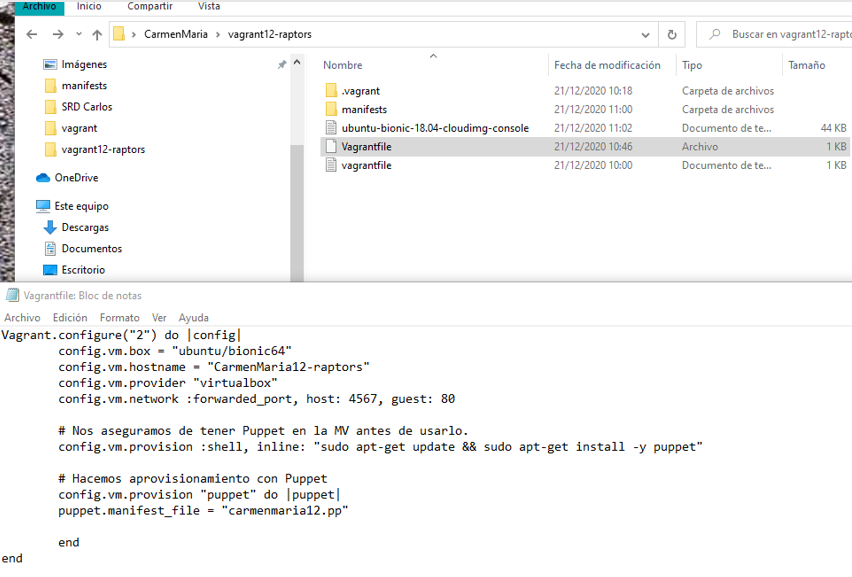 Archivo Inicio Compartir Vista
CarmenMaria > vagrant12-raptors
Buscar en vagrant12-rapto
Imágenes
manifests
SRD Carlos
vagrant
vagrant12-raptors
OneDrive
Este equipo
Descargas
Documentos
Escritorio
Nombre Fecha de modificación Tipo Tamaño
.vagrant 21/12/2020 10:18 Carpeta de archivos
manifests 21/12/2020 11:00 Carpeta de archivos
ubuntu-bionic-18.04-cloudimg-console 21/12/2020 11:02 Documento de te... 44 KB
Vagrantfile 21/12/2020 10:46 Archivo 1 KB
vagrantfile 21/12/2020 10:00 Documento de te... 1 KB
Vagrantfile: Bloc de notas
Archivo Edición Formato Ver Ayuda
Vagrant.configure("2") do |config|
config.vm.box = "ubuntu/bionic64"
config.vm.hostname = "CarmenMaria12-raptors"
config.vm.provider "virtualbox"
config.vm.network :forwarded_port, host: 4567, guest: 80
# Nos aseguramos de tener Puppet en la MV antes de usarlo.
config.vm.provision :shell, inline: "sudo apt-get update && sudo apt-get install -y puppet"
# Hacemos aprovisionamiento con Puppet
config.vm.provision "puppet" do |puppet|
puppet.manifest_file = "carmenmaria12.pp"
end
end